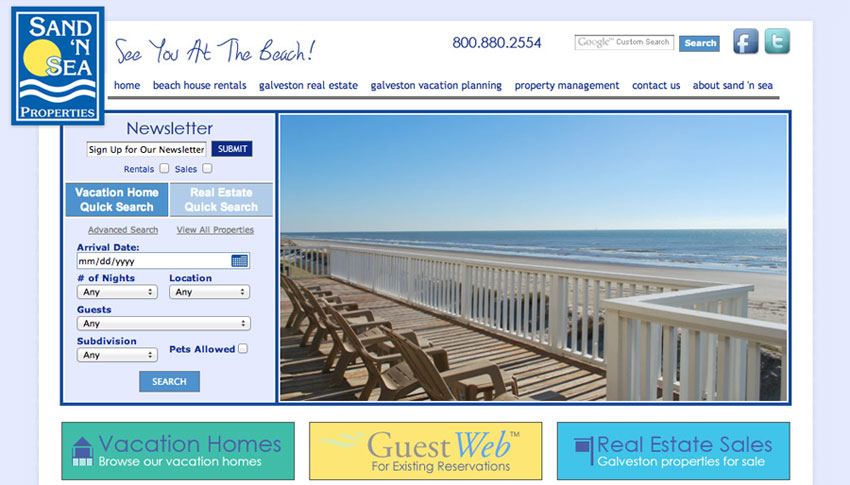 SAND
'N
SEA
PROPERTIES
See You At The Beach!
800.880.2554
Google™ Custom Search
Search
home beach house rentals galveston real estate galveston vacation planning property management contact us about sand 'n sea
Newsletter
Sign Up for Our Newsletter SUBMIT
Rentals Sales
Vacation Home
Quick Search
Real Estate
Quick Search
Advanced Search View All Properties
Arrival Date:
mm/dd/yyyy
# of Nights Location
Any Any
Guests
Any
Subdivision
Any
Pets Allowed
SEARCH
Vacation Homes
Browse our vacation homes
GuestWeb™
For Existing Reservations
Real Estate Sales
Galveston properties for sale